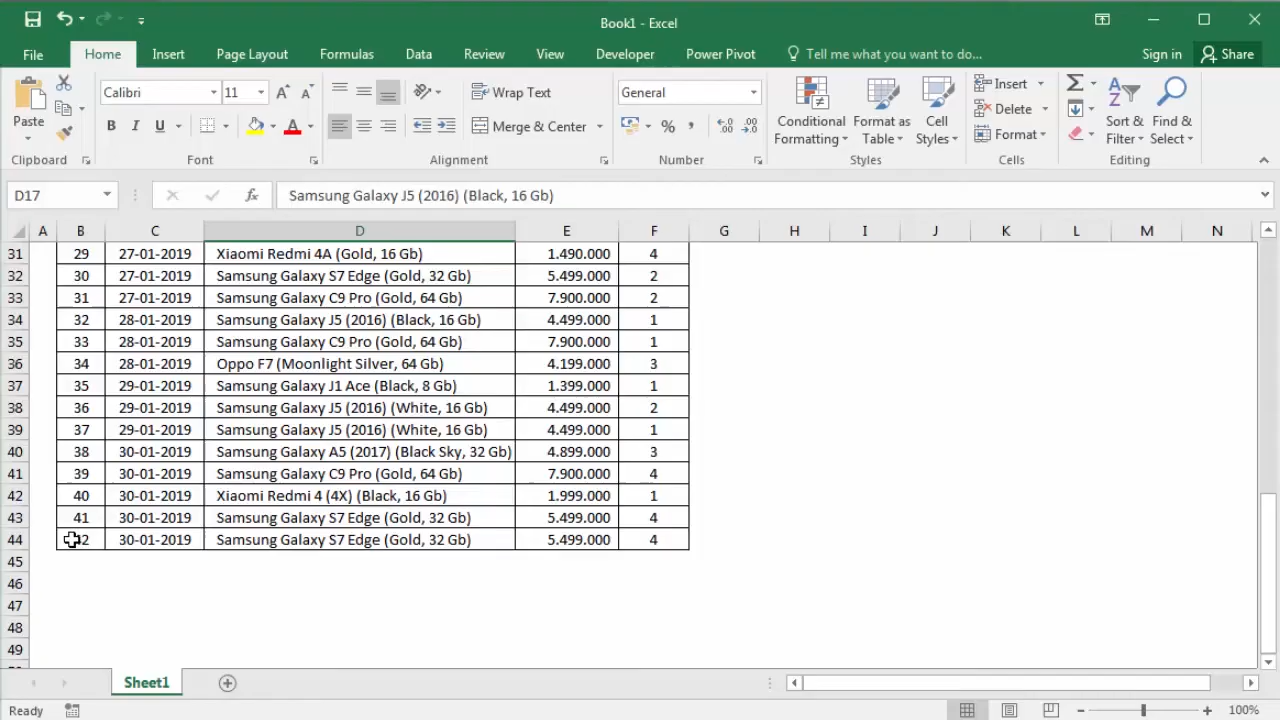 Book1 - Excel
File Home Insert Page Layout Formulas Data Review View Developer Power Pivot Tell me what you want to do... Sign in Share
Paste
Clipboard
Calibri 11
B I U
Font
Wrap Text
Merge & Center
Alignment
General
% ,
Number
Conditional Formatting
Format as Table
Cell Styles
Styles
Insert
Delete
Format
Cells
Sort & Filter
Find & Select
Editing
D17 fx Samsung Galaxy J5 (2016) (Black, 16 Gb)
A B C D E F G H I J K L M N
31 29 27-01-2019 Xiaomi Redmi 4A (Gold, 16 Gb) 1.490.000 4
32 30 27-01-2019 Samsung Galaxy S7 Edge (Gold, 32 Gb) 5.499.000 2
33 31 27-01-2019 Samsung Galaxy C9 Pro (Gold, 64 Gb) 7.900.000 2
34 32 28-01-2019 Samsung Galaxy J5 (2016) (Black, 16 Gb) 4.499.000 1
35 33 28-01-2019 Samsung Galaxy C9 Pro (Gold, 64 Gb) 7.900.000 1
36 34 28-01-2019 Oppo F7 (Moonlight Silver, 64 Gb) 4.199.000 3
37 35 29-01-2019 Samsung Galaxy J1 Ace (Black, 8 Gb) 1.399.000 1
38 36 29-01-2019 Samsung Galaxy J5 (2016) (White, 16 Gb) 4.499.000 2
39 37 29-01-2019 Samsung Galaxy J5 (2016) (White, 16 Gb) 4.499.000 1
40 38 30-01-2019 Samsung Galaxy A5 (2017) (Black Sky, 32 Gb) 4.899.000 3
41 39 30-01-2019 Samsung Galaxy C9 Pro (Gold, 64 Gb) 7.900.000 4
42 40 30-01-2019 Xiaomi Redmi 4 (4X) (Black, 16 Gb) 1.999.000 1
43 41 30-01-2019 Samsung Galaxy S7 Edge (Gold, 32 Gb) 5.499.000 4
44 30-01-2019 Samsung Galaxy S7 Edge (Gold, 32 Gb) 5.499.000 4
45
46
47
48
49
Sheet1
Ready 100%